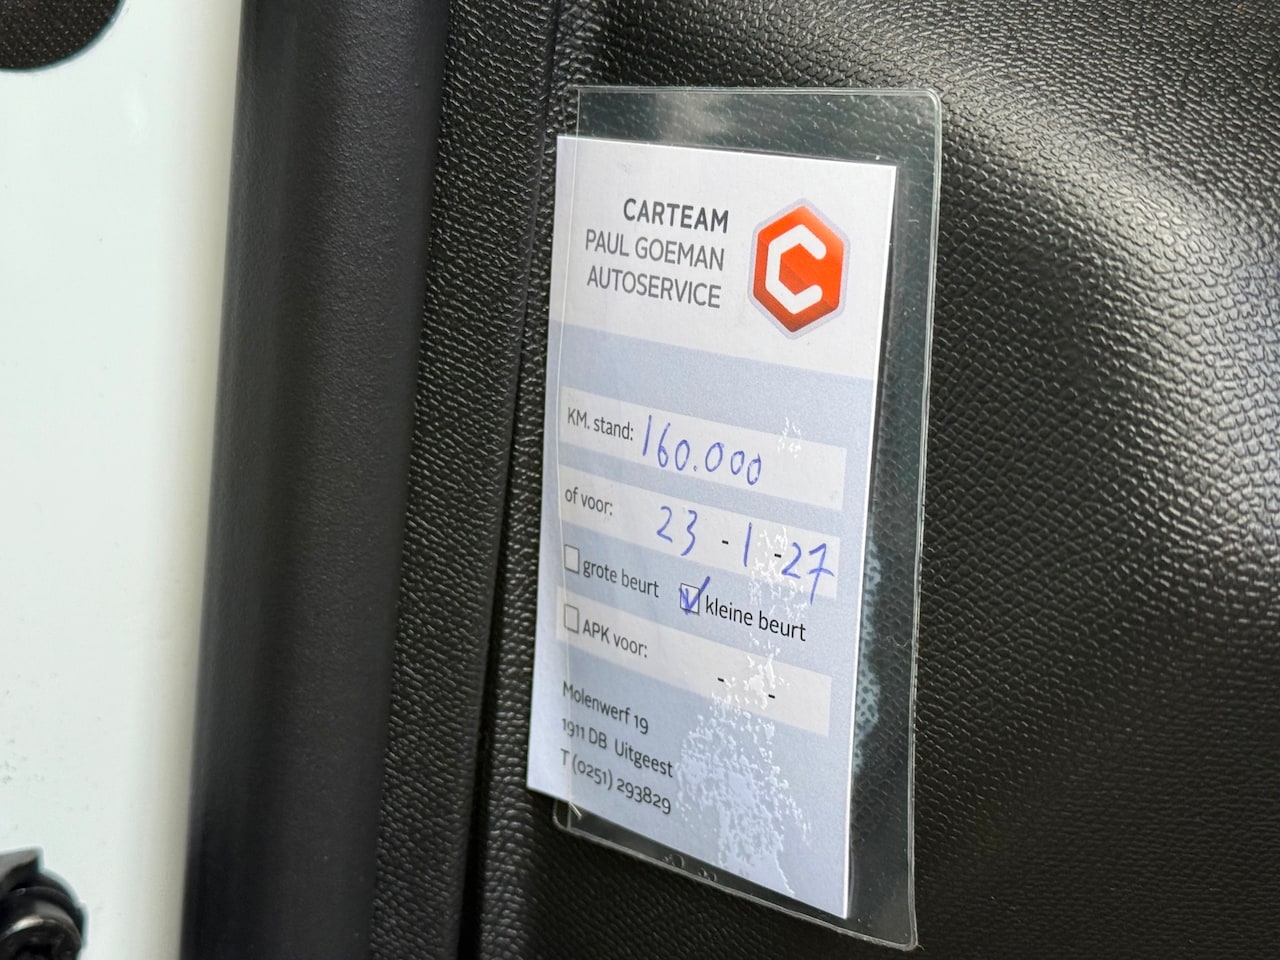 CARTEAM
PAUL GOEMAN
AUTOSERVICE
KM. stand: 160.000
of voor: 23-1-27
grote beurt kleine beurt
APK voor: - -
Molenwerf 19
1911 DB Uitgeest
T (0251) 293829